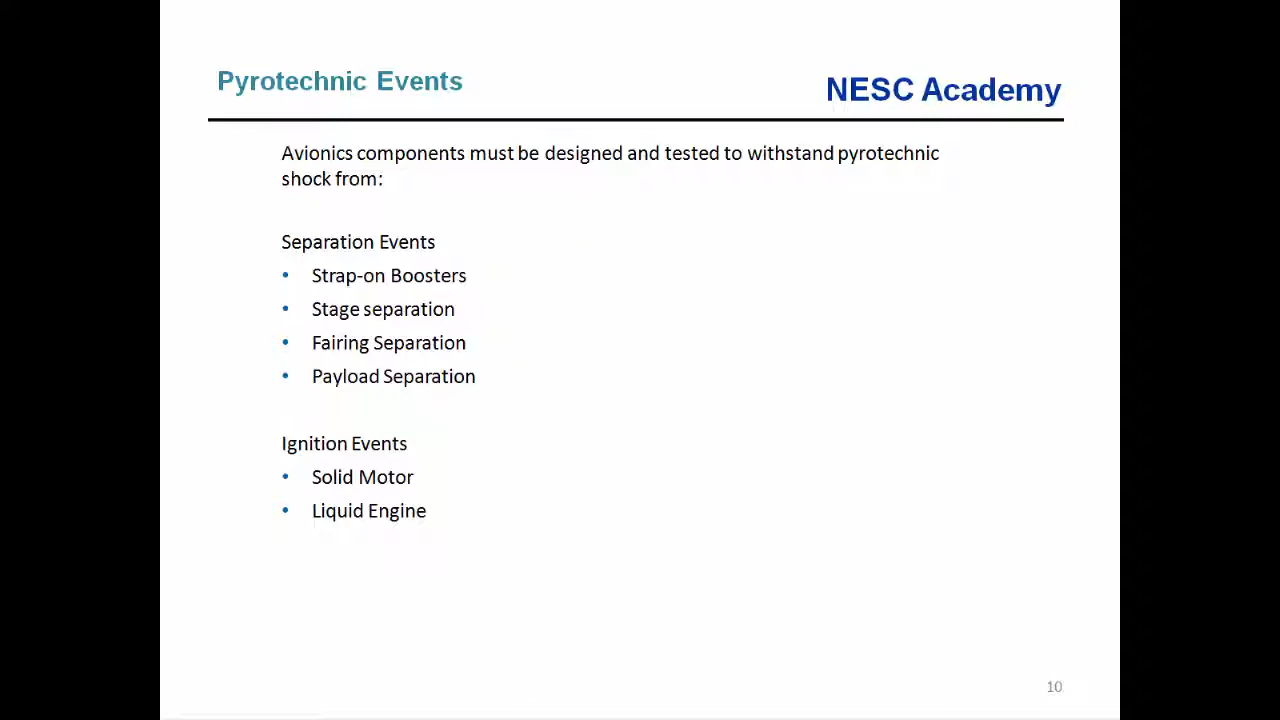 Pyrotechnic Events
NESC Academy
Avionics components must be designed and tested to withstand pyrotechnic
shock from:
Separation Events
• Strap-on Boosters
• Stage separation
• Fairing Separation
• Payload Separation
Ignition Events
• Solid Motor
• Liquid Engine
10